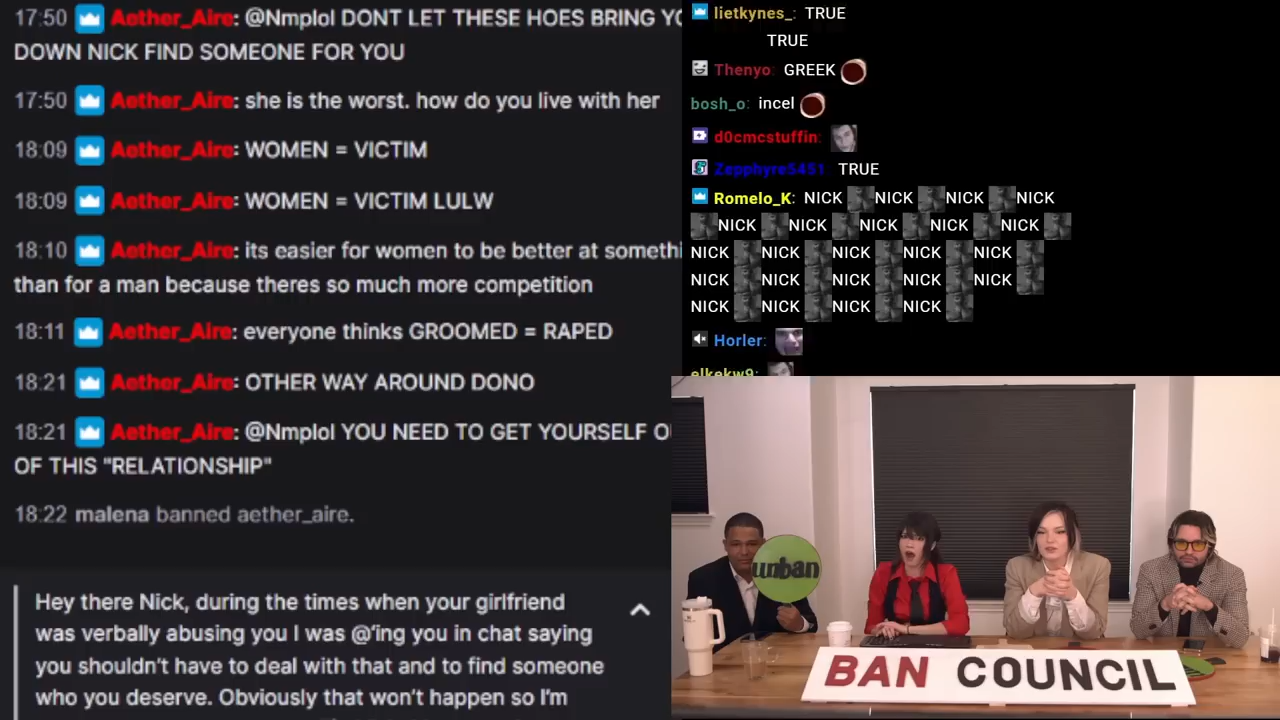 17:50 Aether_Aire: @Nmplol DONT LET THESE HOES BRING
DOWN NICK FIND SOMEONE FOR YOU
17:50 Aether_Aire: she is the worst. how do you live with her
18:09 Aether_Aire: WOMEN = VICTIM
18:09 Aether_Aire: WOMEN = VICTIM LULW
18:10 Aether_Aire: its easier for women to be better at somethi
than for a man because theres so much more competition
18:11 Aether_Aire: everyone thinks GROOMED = RAPED
18:21 Aether_Aire: OTHER WAY AROUND DONO
18:21 Aether_Aire: @Nmplol YOU NEED TO GET YOURSELF
OF THIS "RELATIONSHIP"
18:22 malena banned aether_aire.
Hey there Nick, during the times when your girlfriend
was verbally abusing you I was @'ing you in chat saying
you shouldn't have to deal with that and to find someone
who you deserve. Obviously that won't happen so I'm
lietkynes_: TRUE
TRUE
Thenyo: GREEK
bosh_o: incel
d0cmcstuffin:
Zepphyre5451: TRUE
Romelo_K: NICK NICK NICK NICK
NICK NICK NICK NICK NICK
NICK NICK NICK NICK NICK
NICK NICK NICK NICK NICK
NICK NICK NICK NICK
Horler:
elkekw9:
unban
BAN COUNCIL